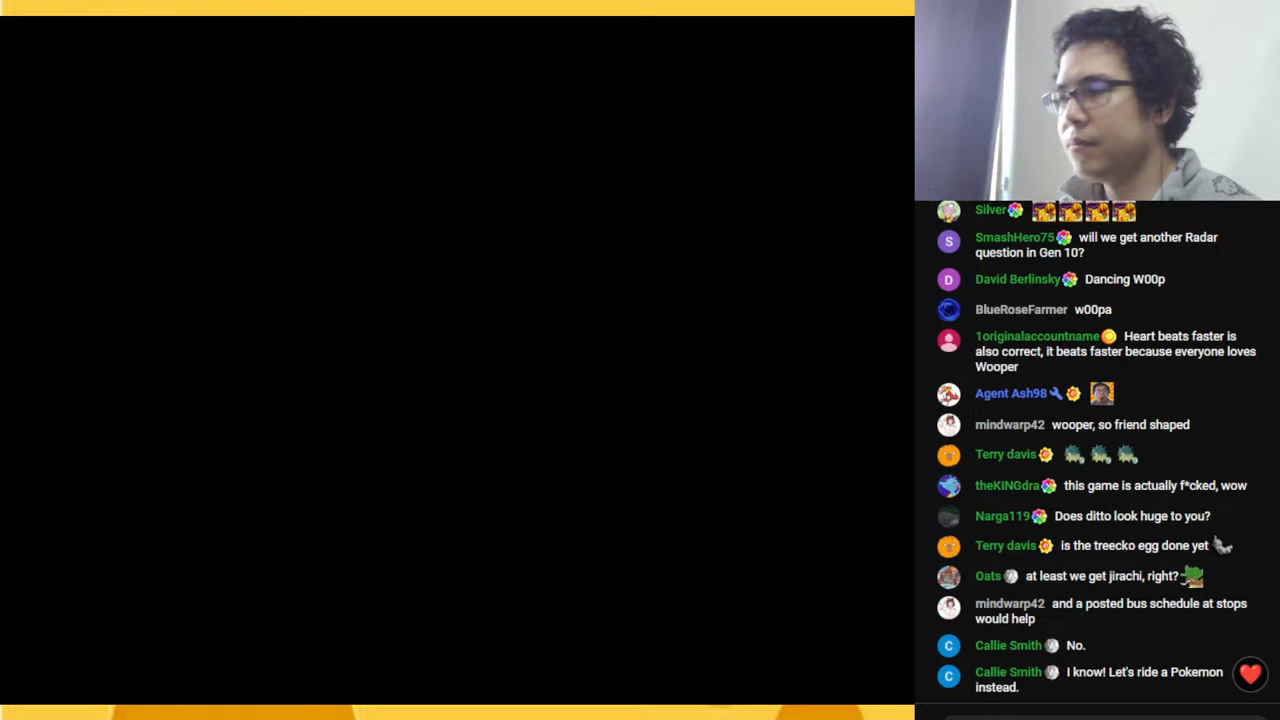 Silver
SmashHero75 will we get another Radar
question in Gen 10?
David Berlinsky Dancing W00p
BlueRoseFarmer w00pa
1originalaccountname Heart beats faster is
also correct, it beats faster because everyone loves
Wooper
Agent Ash98
mindwarp42 wooper, so friend shaped
Terry davis
theKINGdra this game is actually f*cked, wow
Narga119 Does ditto look huge to you?
Terry davis is the treecko egg done yet
Oats at least we get jirachi, right?
mindwarp42 and a posted bus schedule at stops
would help
Callie Smith No.
Callie Smith I know! Let's ride a Pokemon
instead.
S
D
C
C